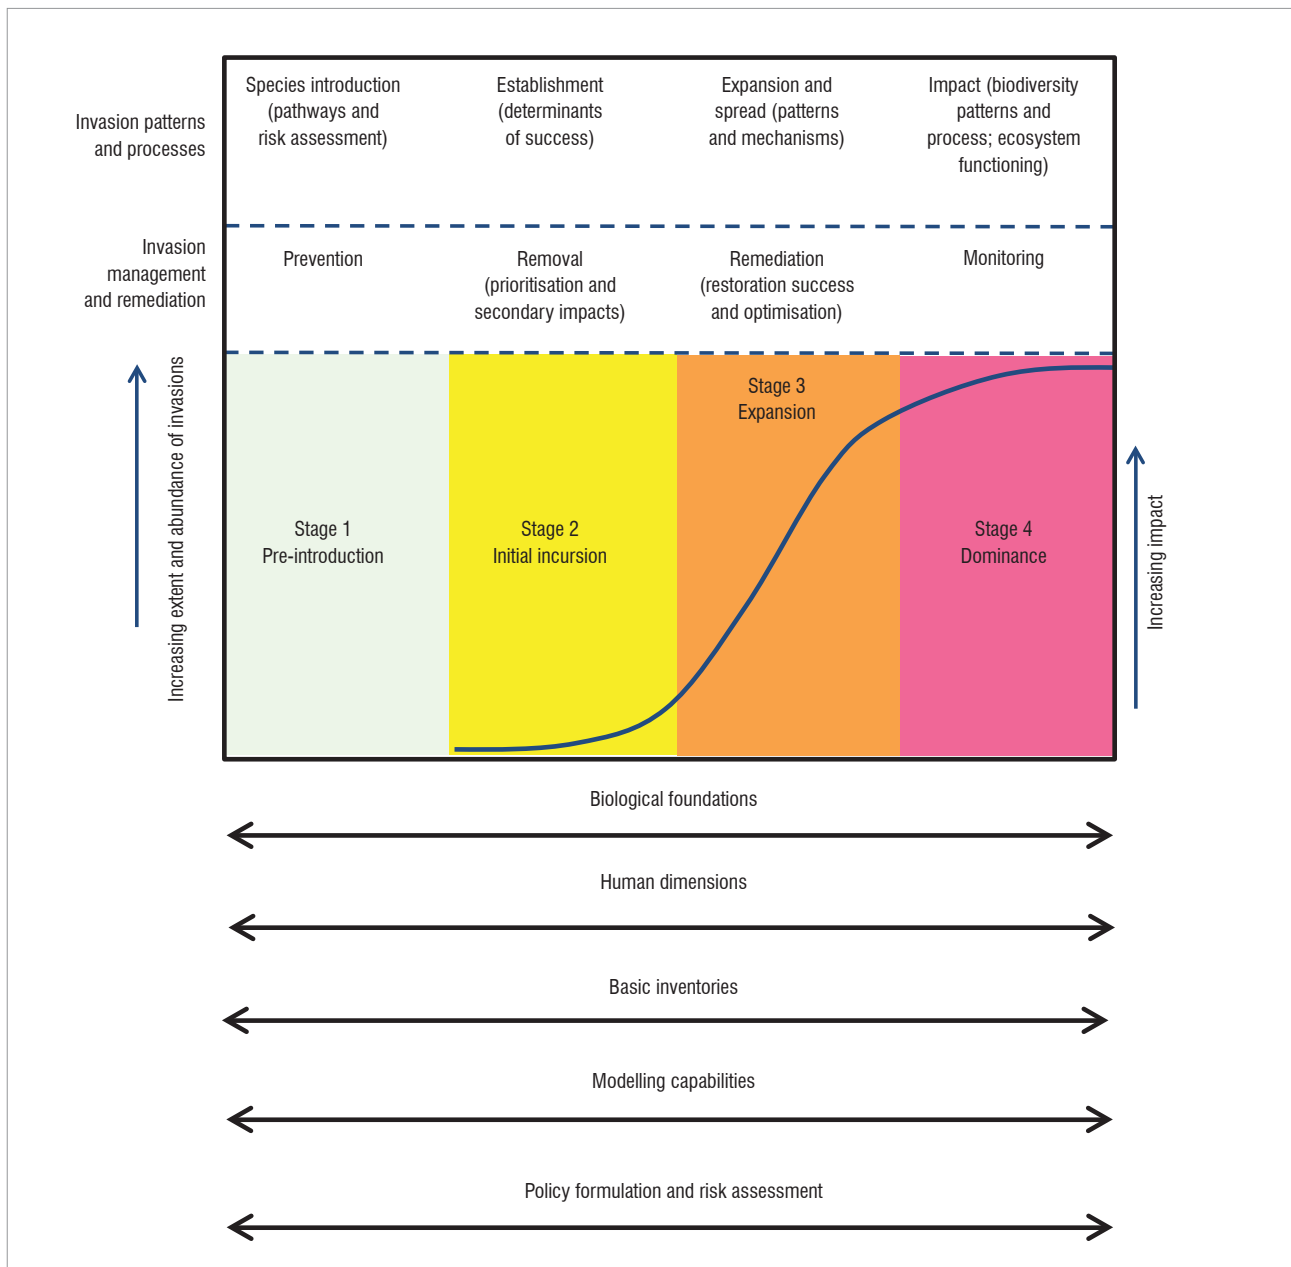 Invasion patterns
and processes
Species introduction
(pathways and
risk assessment)
Establishment
(determinants
of success)
Expansion and
spread (patterns
and mechanisms)
Impact (biodiversity
patterns and
process; ecosystem
functioning)
Invasion
management
and remediation
Prevention
Removal
(prioritisation and
secondary impacts)
Remediation
(restoration success
and optimisation)
Monitoring
Increasing extent and abundance of invasions
Stage 1
Pre-introduction
Stage 2
Initial incursion
Stage 3
Expansion
Stage 4
Dominance
Increasing impact
Biological foundations
Human dimensions
Basic inventories
Modelling capabilities
Policy formulation and risk assessment